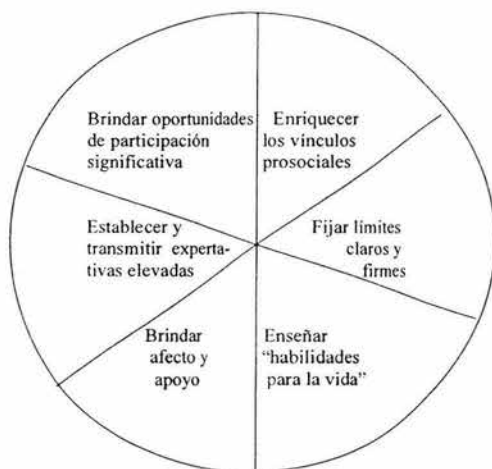 Brindar oportunidades
de participación
significativa
Enriquecer
los vínculos
prosociales
Establecer y
transmitir experta-
tivas elevadas
Fijar límites
claros y
firmes
Brindar
afecto y
apoyo
Enseñar
“habilidades
para la vida”